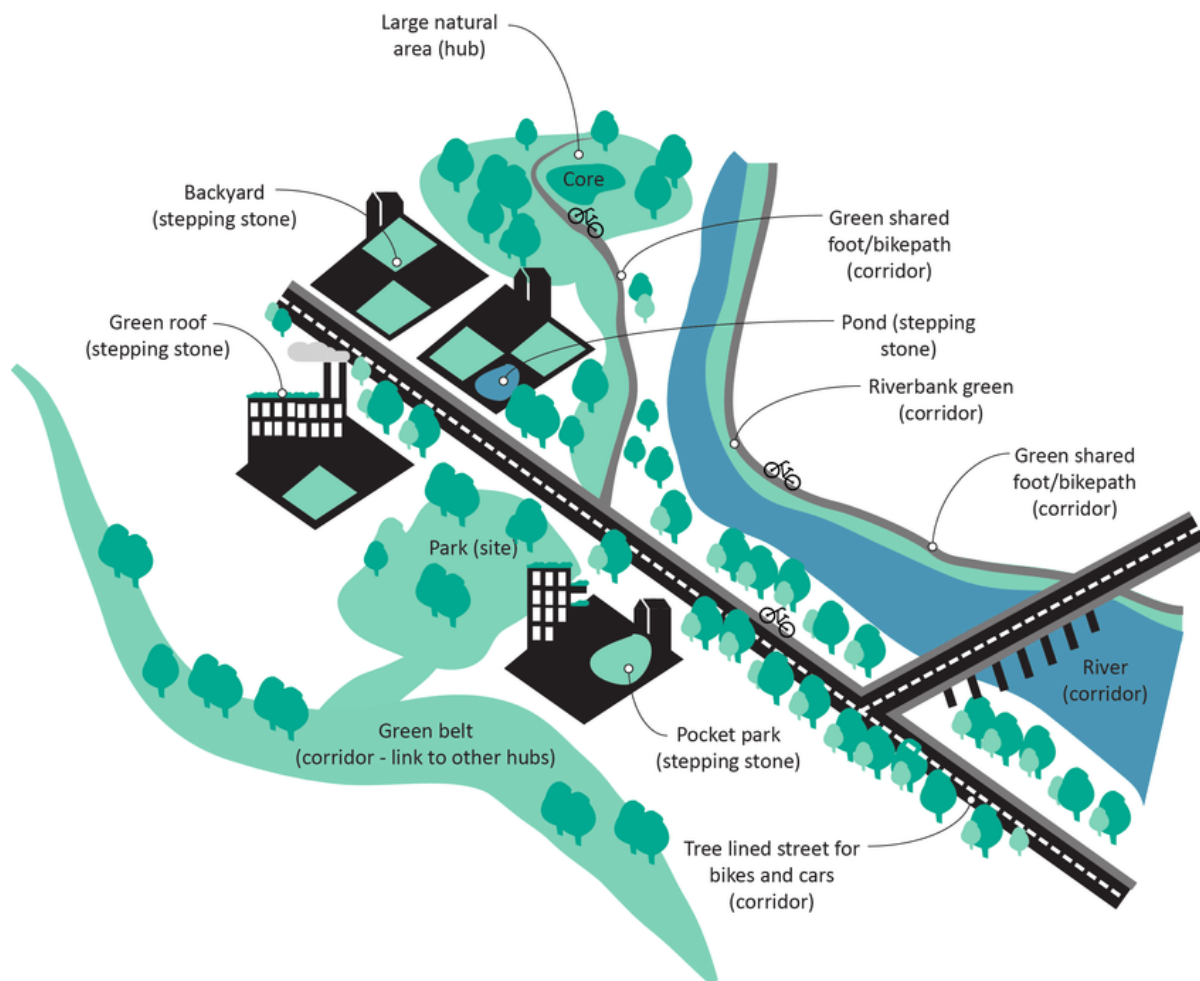 Large natural
area (hub)
Core
Backyard
(stepping stone)
Green shared
foot/bikepath
(corridor)
Green roof
(stepping stone)
Pond (stepping
stone)
Riverbank green
(corridor)
Green shared
foot/bikepath
(corridor)
Park (site)
River
(corridor)
Green belt
(corridor - link to other hubs)
Pocket park
(stepping stone)
Tree lined street for
bikes and cars
(corridor)